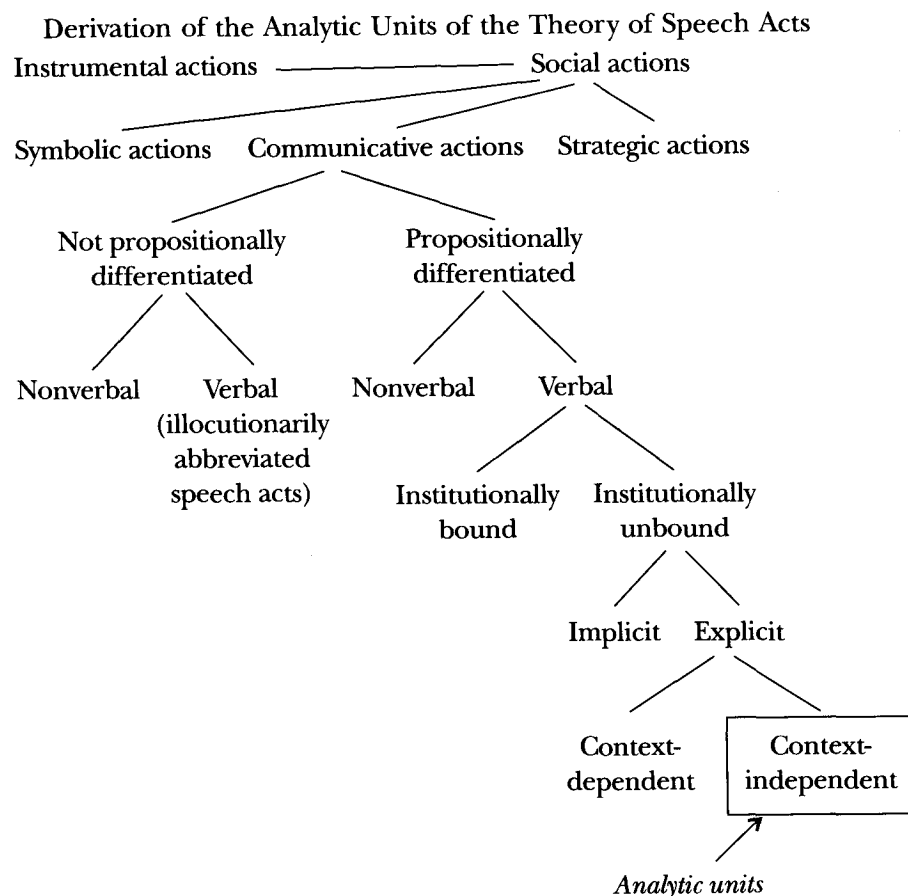 Derivation of the Analytic Units of the Theory of Speech Acts
Instrumental actions Social actions
Symbolic actions Communicative actions Strategic actions
Not propositionally
differentiated
Propositionally
differentiated
Nonverbal
Verbal
(illocutionarily
abbreviated
speech acts)
Nonverbal
Verbal
Institutionally
bound
Institutionally
unbound
Implicit
Explicit
Context-
dependent
Context-
independent
Analytic units